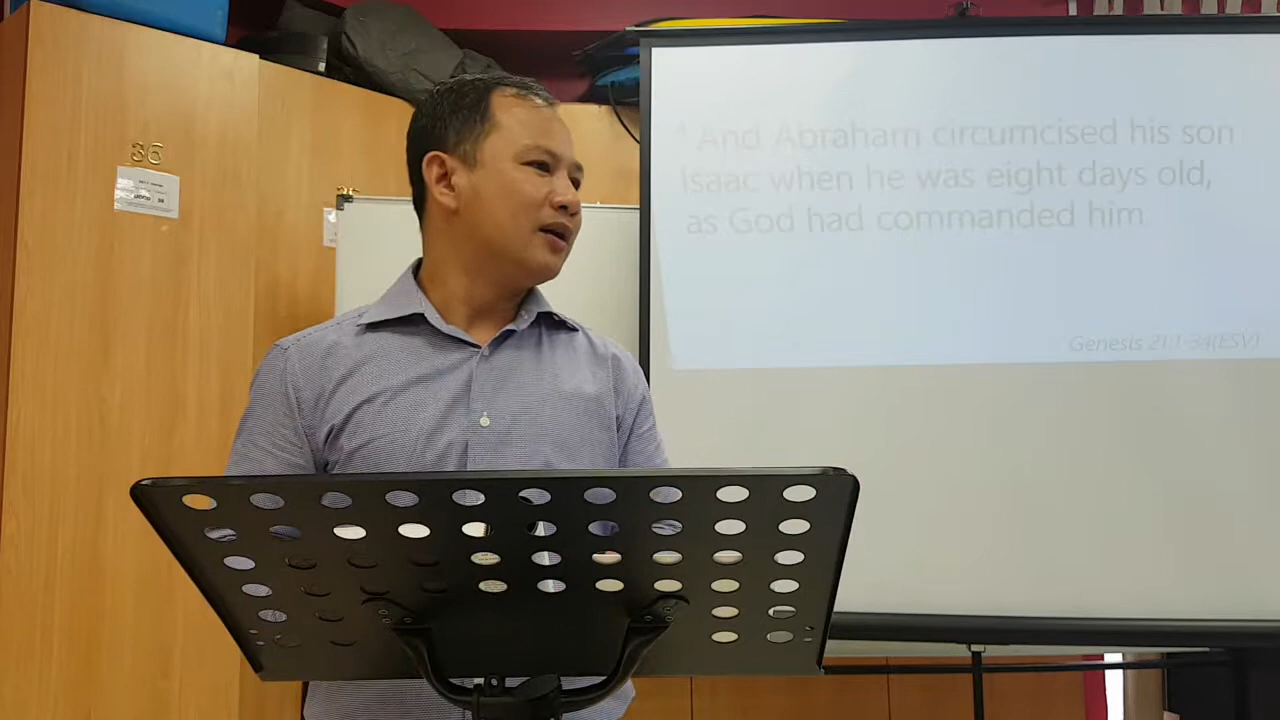 36
⁴ And Abraham circumcised his son
Isaac when he was eight days old,
as God had commanded him
Genesis 21:1-34(ESV)